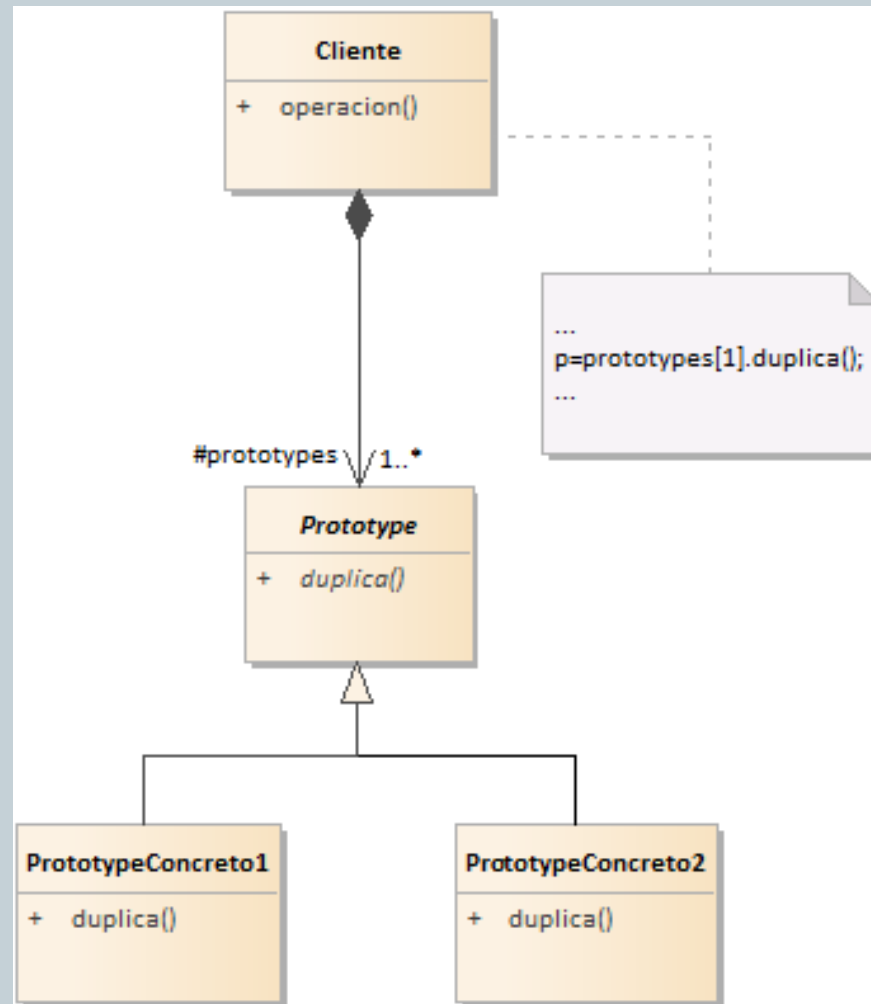 Cliente
+ operacion()
...
p=prototypes[1].duplica();
...
#prototypes 1..*
Prototype
+ duplica()
PrototypeConcreto1
+ duplica()
PrototypeConcreto2
+ duplica()